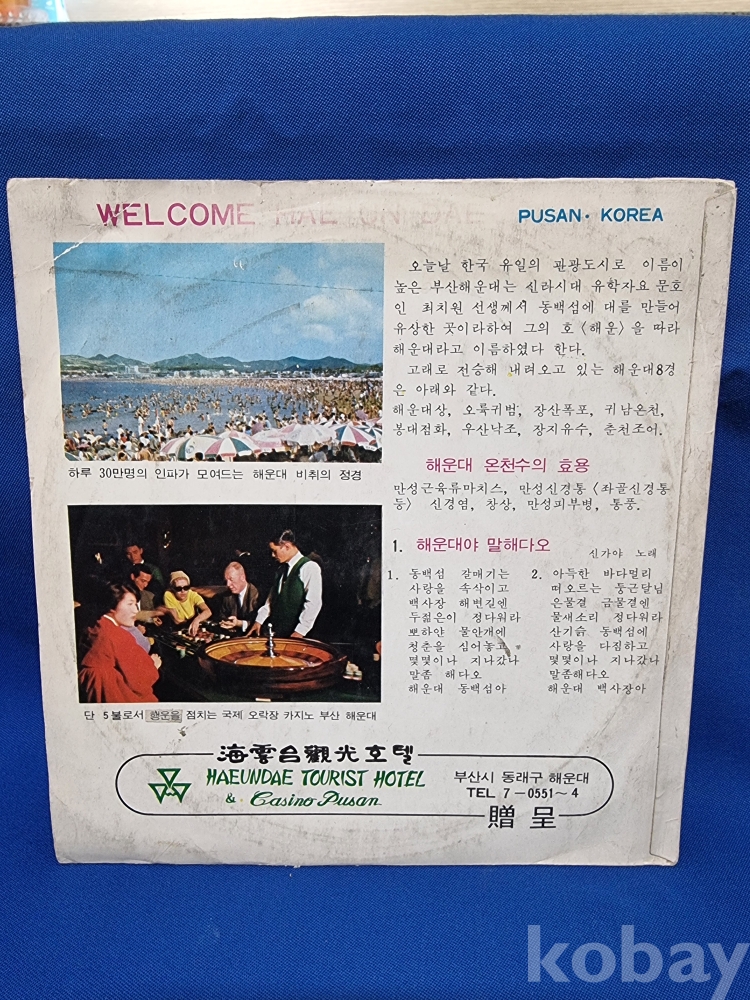 WELCOME HAE UN DAE
PUSAN · KOREA
오늘날 한국 유일의 관광도시로 이름이
높은 부산해운대는 신라시대 유학자요 문호
인 최치원 선생께서 동백섬에 대를 만들어
유상한 곳이라하여 그의 호〈해운〉을 따라
해운대라고 이름하였다 한다.
고래로 전승해 내려오고 있는 해운대8경
은 아래와 같다.
해운대상, 오륙귀범, 장산폭포, 귀남온천,
봉대점화, 우산낙조, 장지유수, 춘천조어.
하루 30만명의 인파가 모여드는 해운대 비취의 정경
해운대 온천수의 효용
만성근육류마치스, 만성신경통〈좌골신경통
등〉 신경염, 창상, 만성피부병, 통풍.
1. 해운대야 말해다오
신가야 노래
1. 동백섬 갈매기는
사랑을 속삭이고
백사장 해변길엔
두젊은이 정다워라
뽀하얀 물안개에
청춘을 심어놓고
몇몇이나 지나갔나
말좀 해다오
해운대 동백섬아
2. 아득한 바다멀리
떠오르는 둥근달님
은물결 금물결엔
물새소리 정다워라
산기슭 동백섬에
사랑을 다짐하고
몇몇이나 지나갔나
말좀해다오
해운대 백사장아
단 5불로서 행운을 점치는 국제 오락장 카지노 부산 해운대
海雲台觀光호텔
HAEUNDAE TOURIST HOTEL
& Casino Pusan
부산시 동래구 해운대
TEL 7-0551~4
贈 呈
kobay